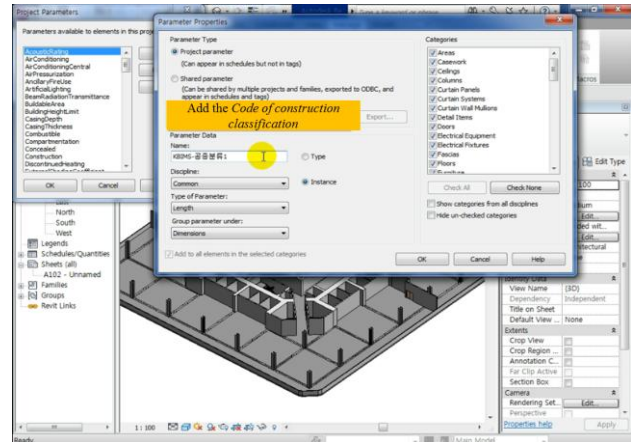 Project Parameters
Parameters available to elements in this proje
AcousticRating
AirConditioning
AirConditioningCentral
AirPressurization
AncillaryFireUse
ArtificialLighting
BeamRadiationTransmittance
BuildableArea
BuildingHeightLimit
CasingDepth
CasingThickness
Combustible
Compartmentation
Concealed
Construction
DiscontinuedHeating
OK
Cancel
North
South
West
Legends
Schedules/Quantities
Sheets (all)
A102 - Unnamed
Families
Groups
Revit Links
Parameter Properties
Parameter Type
Project parameter
(Can appear in schedules but not in tags)
Shared parameter
(Can be shared by multiple projects and families, exported to ODBC, and
appear in schedules and tags)
Add the Code of construction
classification
Export...
Parameter Data
Name:
KBIMS-공종분류1
Type
Discipline:
Common
Instance
Type of Parameter:
Length
Group parameter under:
Dimensions
Add to all elements in the selected categories
Categories
Areas
Casework
Ceilings
Columns
Curtain Panels
Curtain Systems
Curtain Wall Mullions
Detail Items
Doors
Electrical Equipment
Electrical Fixtures
Fascias
Floors
Furniture
Check All
Check None
Show categories from all disciplines
Hide un-checked categories
OK
Cancel
Help
Edit Type
100
Edit...
Edit...
Identity Data
View Name
{3D}
Dependency
Independent
Title on Sheet
Default View ...
None
Extents
Crop View
Crop Region ...
Annotation C...
Far Clip Active
Section Box
Camera
Rendering Set...
Edit...
Perspective
Properties help
Apply
1 : 100
Main Model